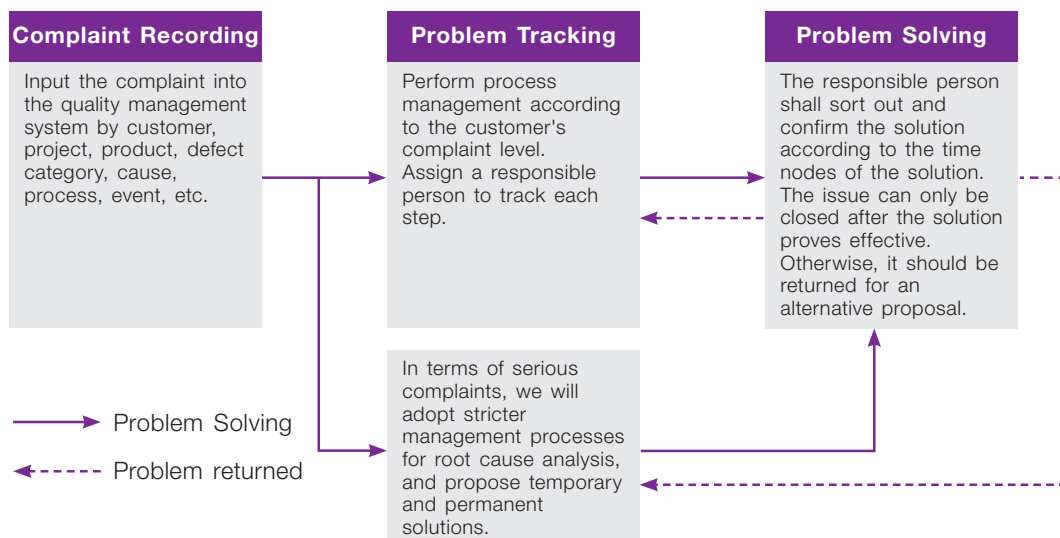 Complaint Recording
Input the complaint into
the quality management
system by customer,
project, product, defect
category, cause,
process, event, etc.
Problem Tracking
Perform process
management according
to the customer's
complaint level.
Assign a responsible
person to track each
step.
Problem Solving
The responsible person
shall sort out and
confirm the solution
according to the time
nodes of the solution.
The issue can only be
closed after the solution
proves effective.
Otherwise, it should be
returned for an
alternative proposal.
In terms of serious
complaints, we will
adopt stricter
management processes
for root cause analysis,
and propose temporary
and permanent
solutions.
Problem Solving
Problem returned